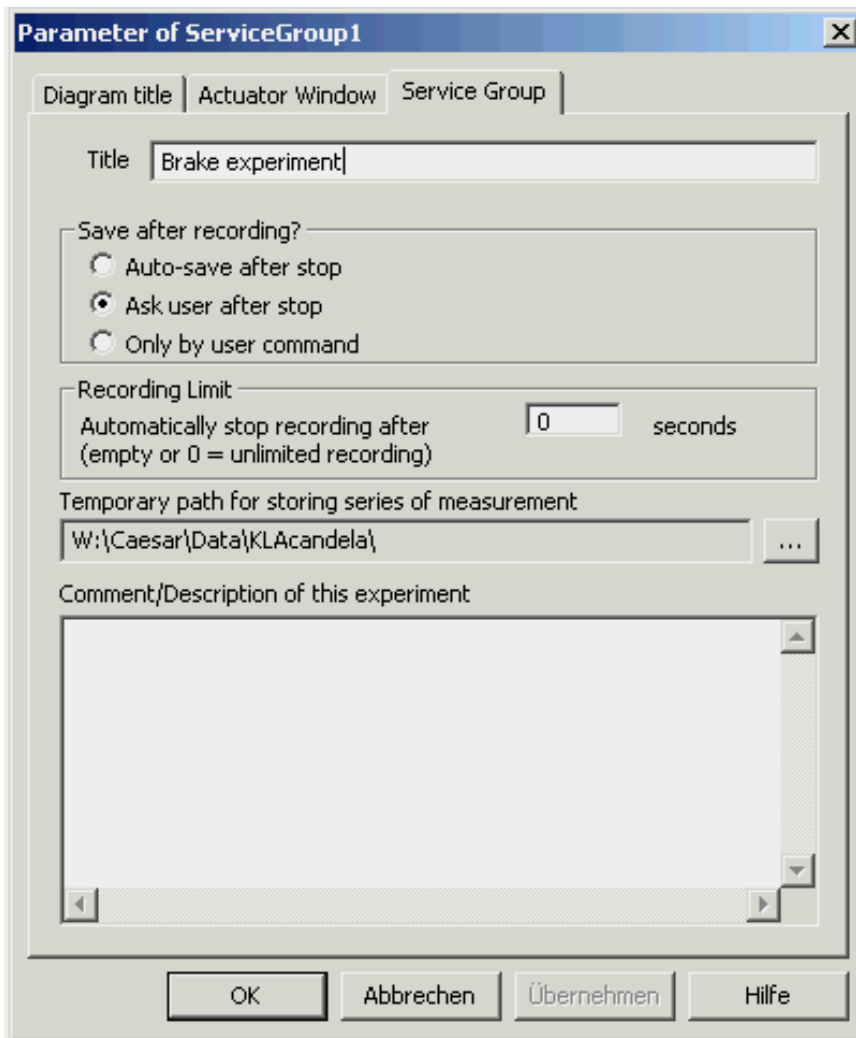 Parameter of ServiceGroup1
Diagram title
Actuator Window
Service Group
Title
Brake experiment
Save after recording?
Auto-save after stop
Ask user after stop
Only by user command
Recording Limit
Automatically stop recording after 0 seconds
(empty or 0 = unlimited recording)
Temporary path for storing series of measurement
W:\Caesar\Data\KLAcandela\
...
Comment/Description of this experiment
OK
Abbrechen
Übernehmen
Hilfe